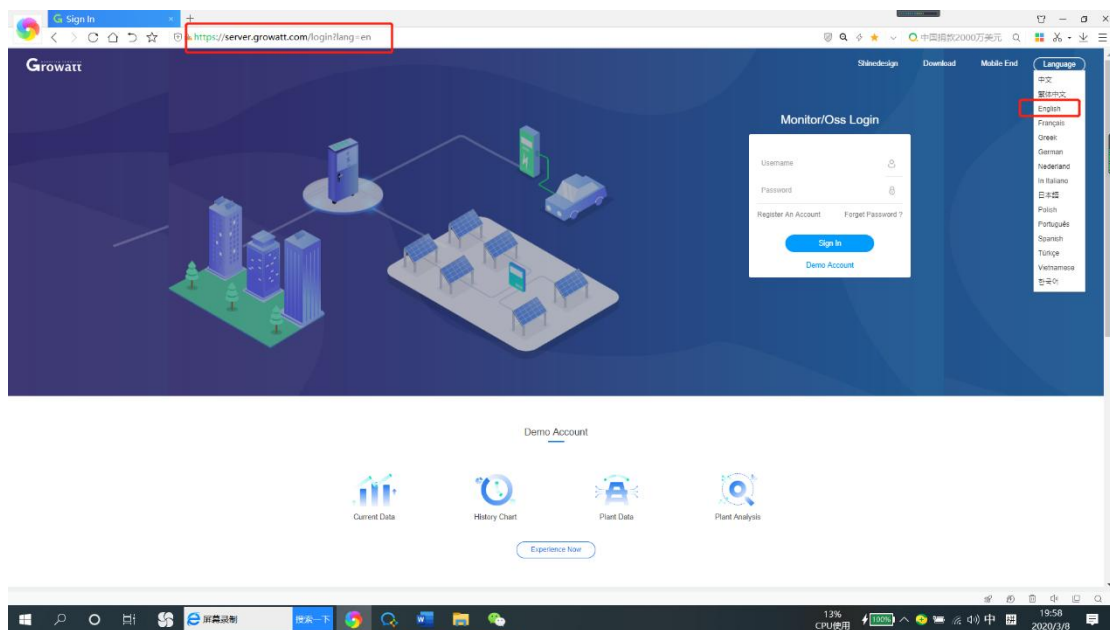 Sign In
https://server.growatt.com/login?lang=en
中国捐款2000万美元
Growatt
Shinedesign
Download
Mobile End
Language
中文
繁体中文
English
Français
Greek
German
Nederland
In Italiano
日本語
Polish
Português
Spanish
Türkçe
Vietnamese
한국어
Monitor/Oss Login
Username
Password
Register An Account
Forget Password ?
Sign In
Demo Account
Demo Account
Current Data
History Chart
Plant Data
Plant Analysis
Experience Now
屏幕录制
搜索一下
13%
CPU使用
100%
中
19:58
2020/3/8